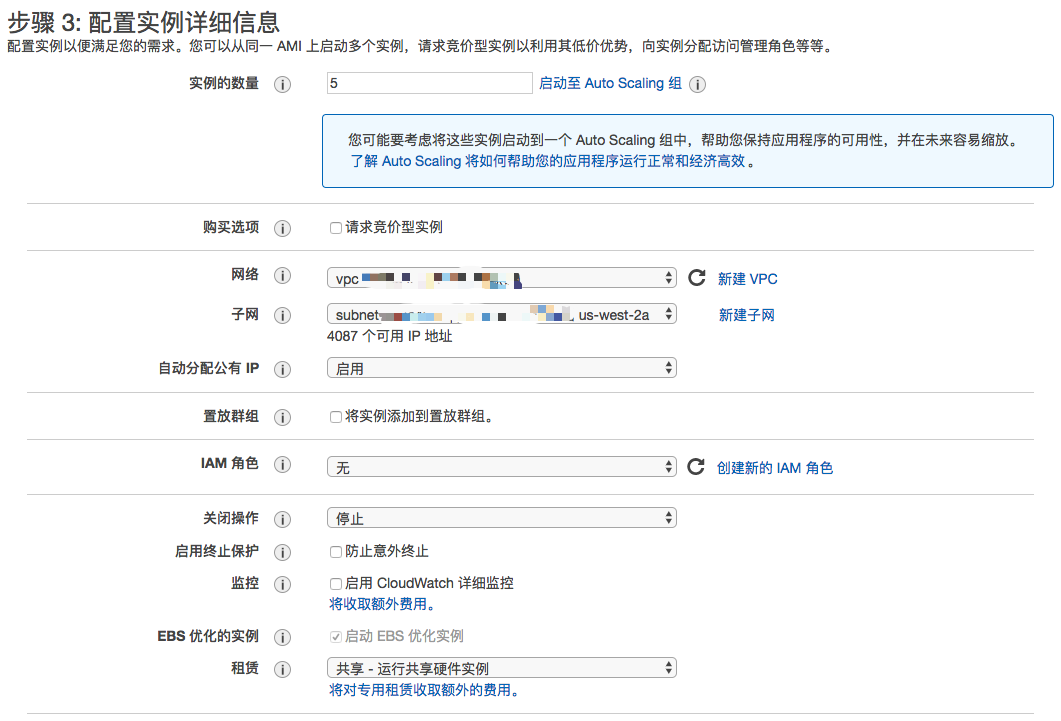 步骤 3: 配置实例详细信息
配置实例以便满足您的需求。您可以从同一 AMI 上启动多个实例，请求竞价型实例以利用其低价优势，向实例分配访问管理角色等等。
实例的数量 5 启动至 Auto Scaling 组
您可能要考虑将这些实例启动到一个 Auto Scaling 组中，帮助您保持应用程序的可用性，并在未来容易缩放。
了解 Auto Scaling 将如何帮助您的应用程序运行正常和经济高效。
购买选项 请求竞价型实例
网络 vpc 新建 VPC
子网 subnet us-west-2a 新建子网
4087 个可用 IP 地址
自动分配公有 IP 启用
置放群组 将实例添加到置放群组。
IAM 角色 无 创建新的 IAM 角色
关闭操作 停止
启用终止保护 防止意外终止
监控 启用 CloudWatch 详细监控
将收取额外费用。
EBS 优化的实例 启动 EBS 优化实例
租赁 共享 - 运行共享硬件实例
将对专用租赁收取额外的费用。